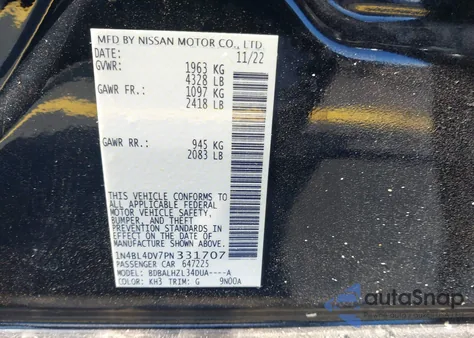 MFD BY NISSAN MOTOR CO., LTD
DATE: 11/22
GVWR: 1963 KG
4328 LB
GAWR FR.: 1097 KG
2418 LB
GAWR RR.: 945 KG
2083 LB
THIS VEHICLE CONFORMS TO
ALL APPLICABLE FEDERAL
MOTOR VEHICLE SAFETY,
BUMPER, AND THEFT
PREVENTION STANDARDS
IN EFFECT ON THE DATE OF
MANUFACTURE SHOWN ABOVE.
1N4BL4DV7PN331707
PASSENGER CAR 647225
MODEL: BDBALHZL34DUA----A
COLOR: KH3 TRIM: G 9N00A
autoSnap